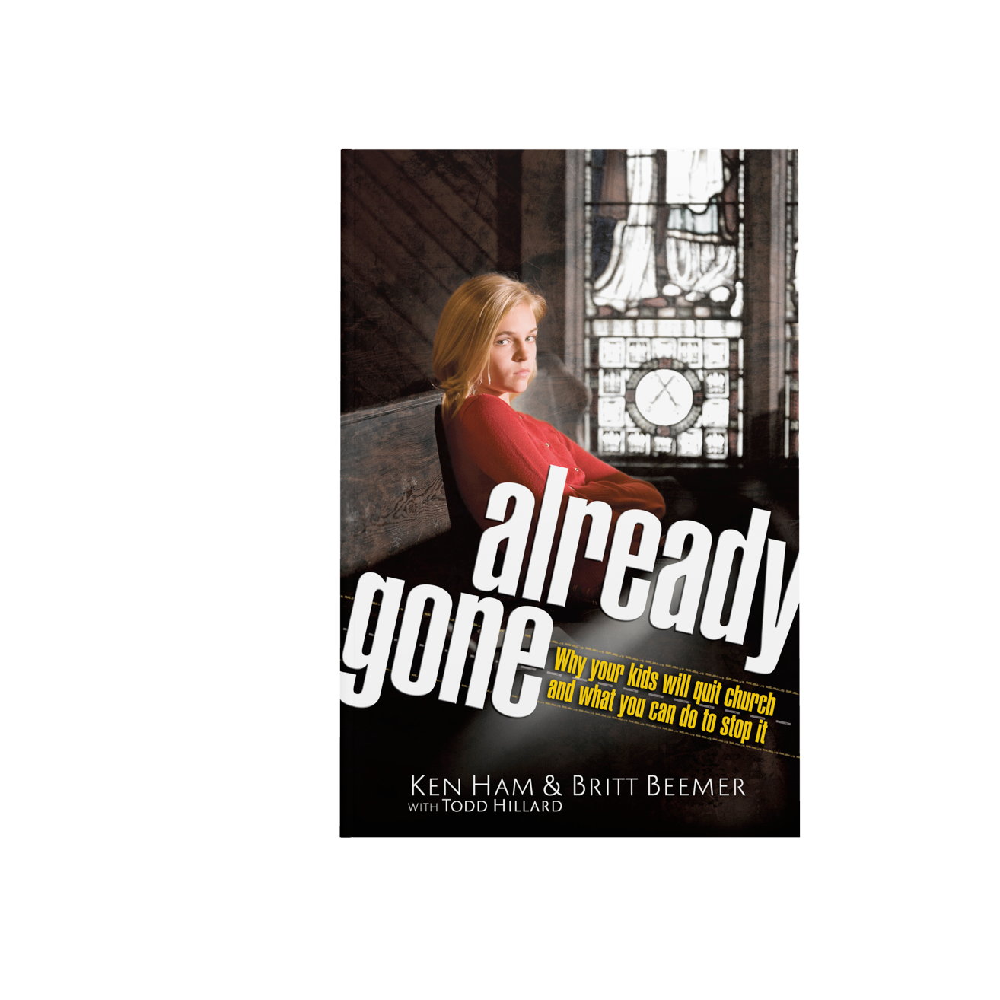 already
gone
Why your kids will quit church
and what you can do to stop it
KEN HAM & BRITT BEEMER
WITH TODD HILLARD